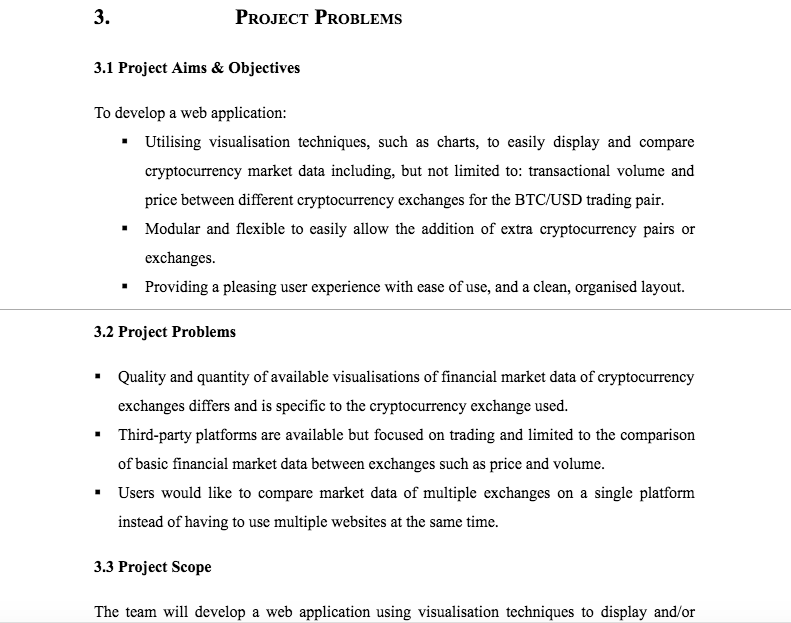 3. PROJECT PROBLEMS
3.1 Project Aims & Objectives
To develop a web application:
▪ Utilising visualisation techniques, such as charts, to easily display and compare
cryptocurrency market data including, but not limited to: transactional volume and
price between different cryptocurrency exchanges for the BTC/USD trading pair.
▪ Modular and flexible to easily allow the addition of extra cryptocurrency pairs or
exchanges.
▪ Providing a pleasing user experience with ease of use, and a clean, organised layout.
3.2 Project Problems
▪ Quality and quantity of available visualisations of financial market data of cryptocurrency
exchanges differs and is specific to the cryptocurrency exchange used.
▪ Third-party platforms are available but focused on trading and limited to the comparison
of basic financial market data between exchanges such as price and volume.
▪ Users would like to compare market data of multiple exchanges on a single platform
instead of having to use multiple websites at the same time.
3.3 Project Scope
The team will develop a web application using visualisation techniques to display and/or